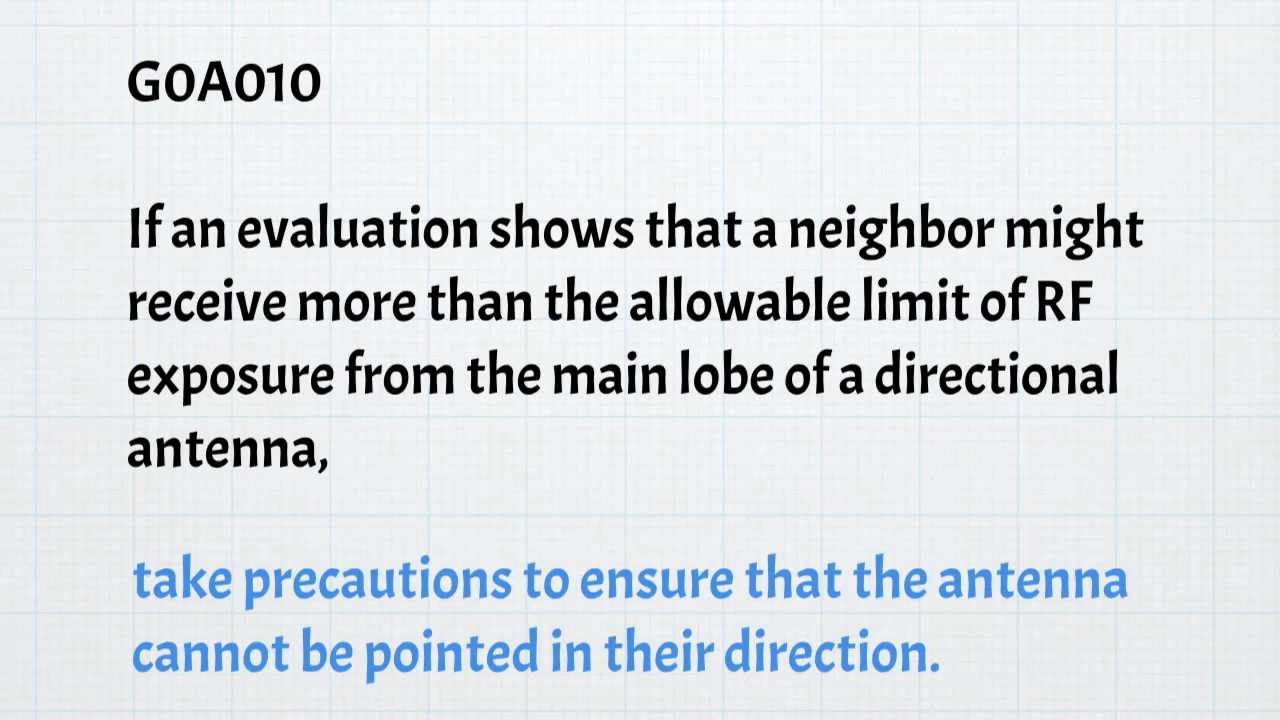 G0A010
If an evaluation shows that a neighbor might
receive more than the allowable limit of RF
exposure from the main lobe of a directional
antenna,
take precautions to ensure that the antenna
cannot be pointed in their direction.